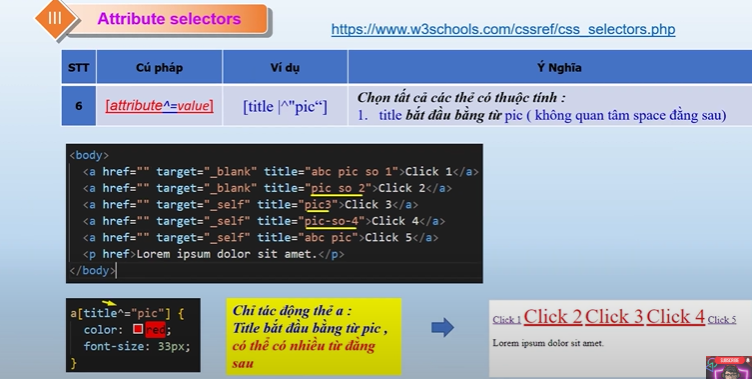 III
Attribute selectors
https://www.w3schools.com/cssref/css_selectors.php
STT Cú pháp Ví dụ Ý Nghĩa
6 [attribute^=value] [title |^"pic“] Chọn tất cả các thẻ có thuộc tính :
1. title bắt đầu bằng từ pic ( không quan tâm space đằng sau)
<body>
<a href="" target="_blank" title="abc pic so 1">Click 1</a>
<a href="" target="_blank" title="pic so 2">Click 2</a>
<a href="" target="_self" title="pic3">Click 3</a>
<a href="" target="_self" title="pic-so-4">Click 4</a>
<a href="" target="_self" title="abc pic">Click 5</a>
<p href>Lorem ipsum dolor sit amet.</p>
</body>
a[title^="pic"] {
color: red;
font-size: 33px;
}
Chỉ tác động thẻ a :
Title bắt đầu bằng từ pic ,
có thể có nhiều từ đằng
sau
Click 1 Click 2 Click 3 Click 4 Click 5
Lorem ipsum dolor sit amet.
SUBSCRIBE